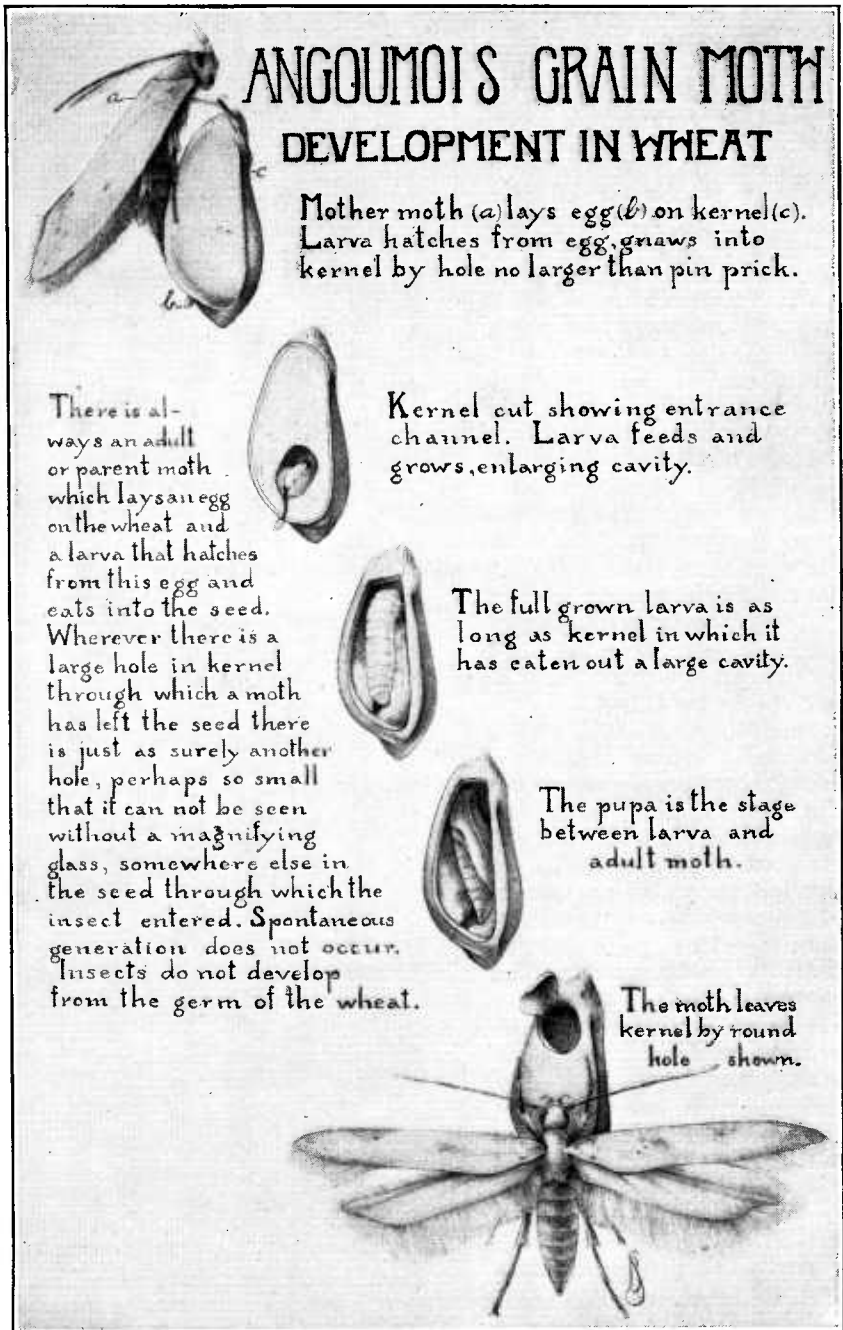 ANGOUMOIS GRAIN MOTH
DEVELOPMENT IN WHEAT
a
c
b
Mother moth (a) lays egg (b) on kernel (c).
Larva hatches from egg, gnaws into
kernel by hole no larger than pin prick.
Kernel cut showing entrance
channel. Larva feeds and
grows, enlarging cavity.
There is al-
ways an adult
or parent moth
which lays an egg
on the wheat and
a larva that hatches
from this egg and
eats into the seed.
Wherever there is a
large hole in kernel
through which a moth
has left the seed there
is just as surely another
hole, perhaps so small
that it can not be seen
without a magnifying
glass, somewhere else in
the seed through which the
insect entered. Spontaneous
generation does not occur.
Insects do not develop
from the germ of the wheat.
The full grown larva is as
long as kernel in which it
has eaten out a large cavity.
The pupa is the stage
between larva and
adult moth.
The moth leaves
kernel by round
hole shown.